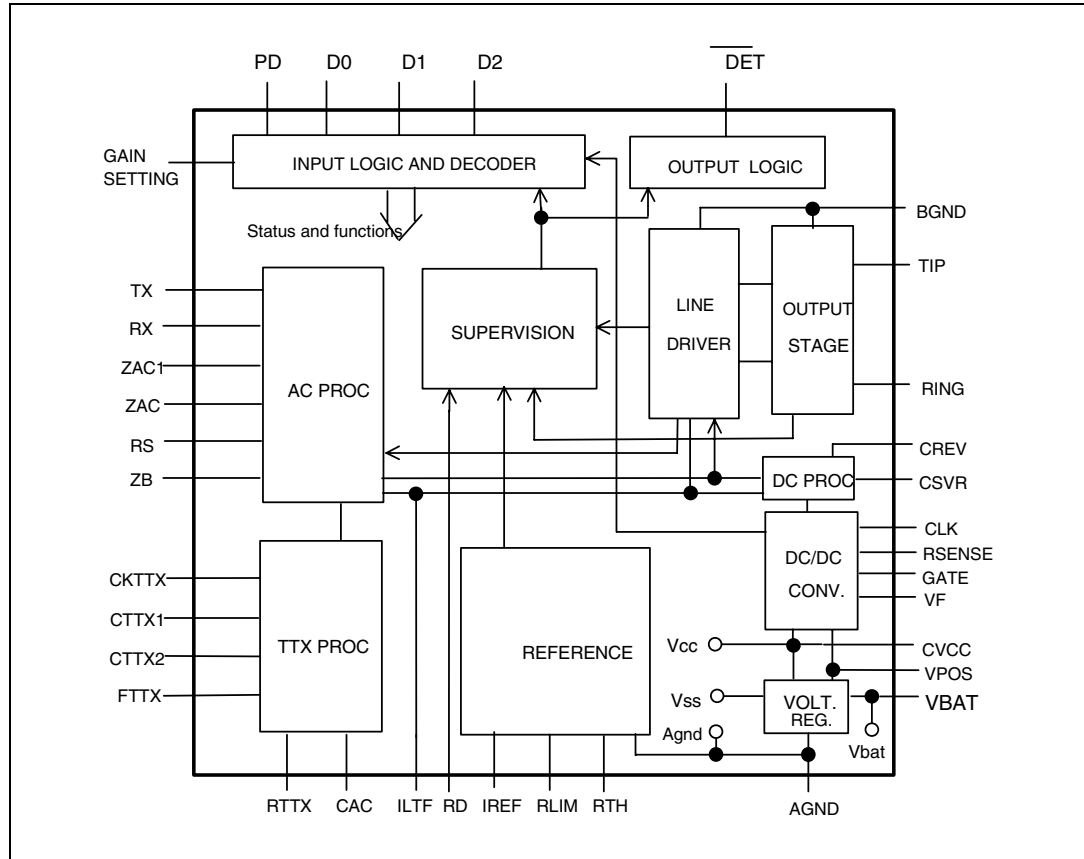 PD D0 D1 D2 DET
GAIN SETTING
INPUT LOGIC AND DECODER
OUTPUT LOGIC
Status and functions
BGND
TIP
RING
TX
RX
ZAC1
ZAC
RS
ZB
AC PROC
SUPERVISION
LINE DRIVER
OUTPUT STAGE
CREV
CSVR
DC PROC
CLK
RSENSE
GATE
VF
DC/DC CONV.
CKTTX
CTTX1
CTTX2
FTTX
TTX PROC
REFERENCE
Vcc
CVCC
VPOS
Vss
VOLT. REG.
VBAT
Agnd
Vbat
RTTX CAC ILTF RD IREF RLIM RTH AGND